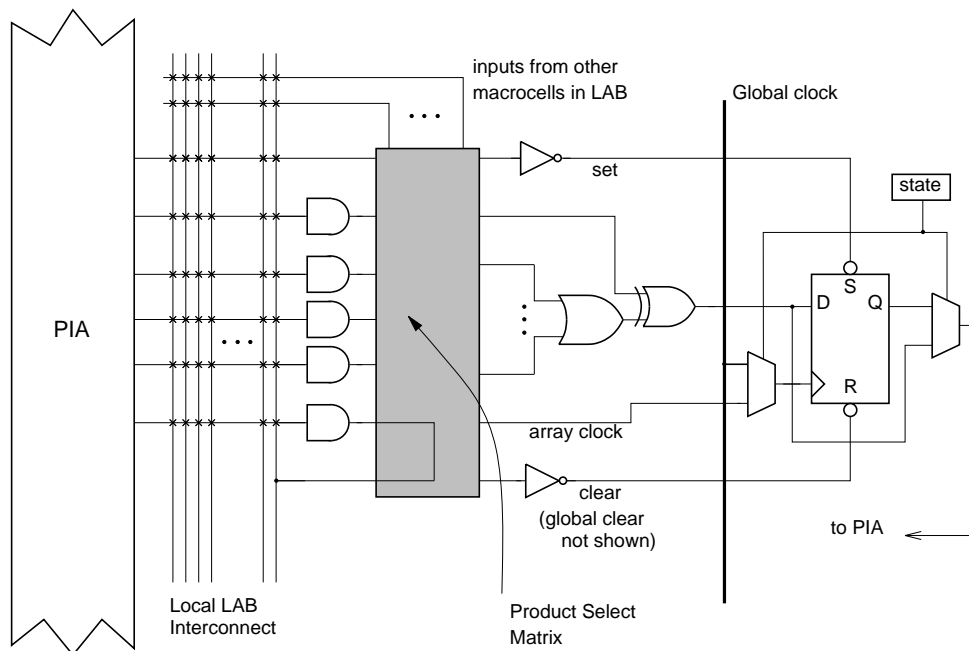 inputs from other
macrocells in LAB
Global clock
• • •
set
state
PIA
• • •
D
S
Q
R
array clock
clear
(global clear
not shown)
to PIA
Local LAB
Interconnect
Product Select
Matrix